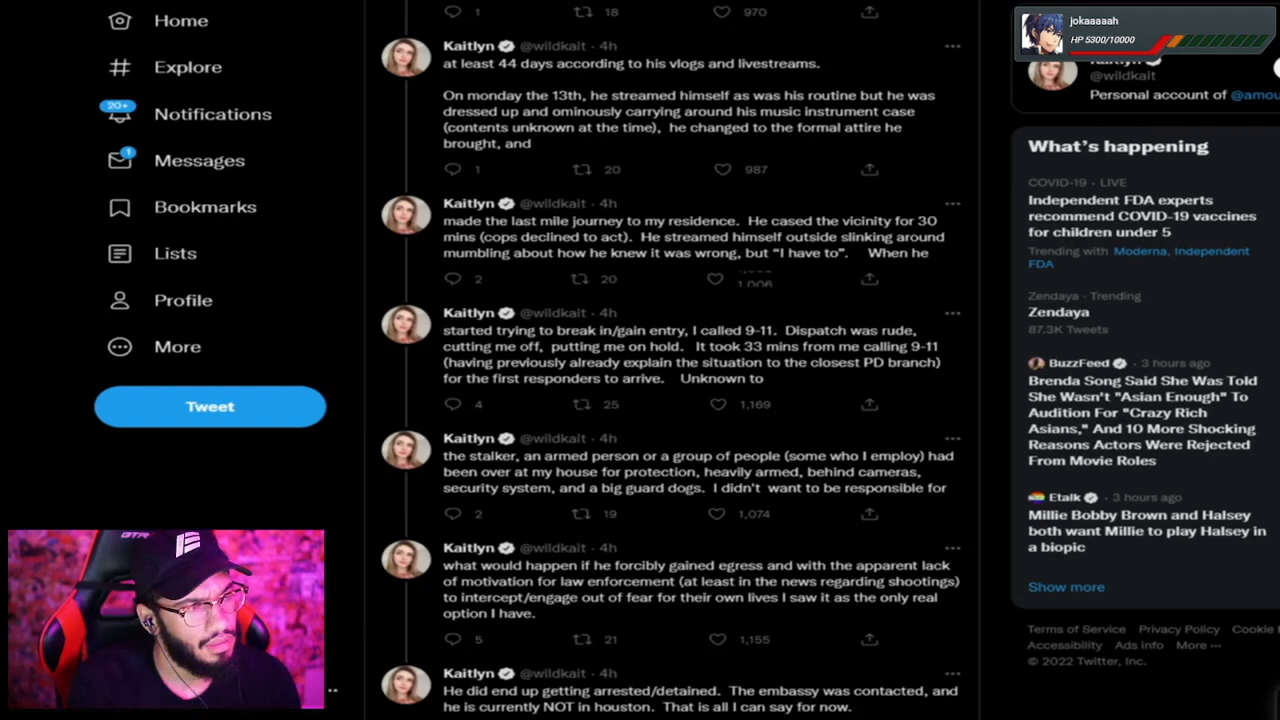 Home
Explore
20+
Notifications
1
Messages
Bookmarks
Lists
Profile
More
Tweet
1 18 970
Kaitlyn @wildkait · 4h
at least 44 days according to his vlogs and livestreams.
On monday the 13th, he streamed himself as was his routine but he was
dressed up and ominously carrying around his music instrument case
(contents unknown at the time), he changed to the formal attire he
brought, and
1 20 987
Kaitlyn @wildkait · 4h
made the last mile journey to my residence. He cased the vicinity for 30
mins (cops declined to act). He streamed himself outside slinking around
mumbling about how he knew it was wrong, but “I have to”. When he
2 20 1,006
Kaitlyn @wildkait · 4h
started trying to break in/gain entry, I called 9-11. Dispatch was rude,
cutting me off, putting me on hold. It took 33 mins from me calling 9-11
(having previously already explain the situation to the closest PD branch)
for the first responders to arrive. Unknown to
4 25 1,169
Kaitlyn @wildkait · 4h
the stalker, an armed person or a group of people (some who I employ) had
been over at my house for protection, heavily armed, behind cameras,
security system, and a big guard dogs. I didn't want to be responsible for
2 19 1,074
Kaitlyn @wildkait · 4h
what would happen if he forcibly gained egress and with the apparent lack
of motivation for law enforcement (at least in the news regarding shootings)
to intercept/engage out of fear for their own lives I saw it as the only real
option I have.
5 21 1,155
Kaitlyn @wildkait · 4h
He did end up getting arrested/detained. The embassy was contacted, and
he is currently NOT in houston. That is all I can say for now.
jokaaaaah
HP 5300/10000
@wildkait
Personal account of @amou
What's happening
COVID-19 · LIVE
Independent FDA experts
recommend COVID-19 vaccines
for children under 5
Trending with Moderna, Independent
FDA
Zendaya · Trending
Zendaya
87.3K Tweets
BuzzFeed · 3 hours ago
Brenda Song Said She Was Told
She Wasn't "Asian Enough" To
Audition For "Crazy Rich
Asians," And 10 More Shocking
Reasons Actors Were Rejected
From Movie Roles
Etalk · 3 hours ago
Millie Bobby Brown and Halsey
both want Millie to play Halsey in
a biopic
Show more
Terms of Service Privacy Policy Cookie
Accessibility Ads info More
© 2022 Twitter, Inc.